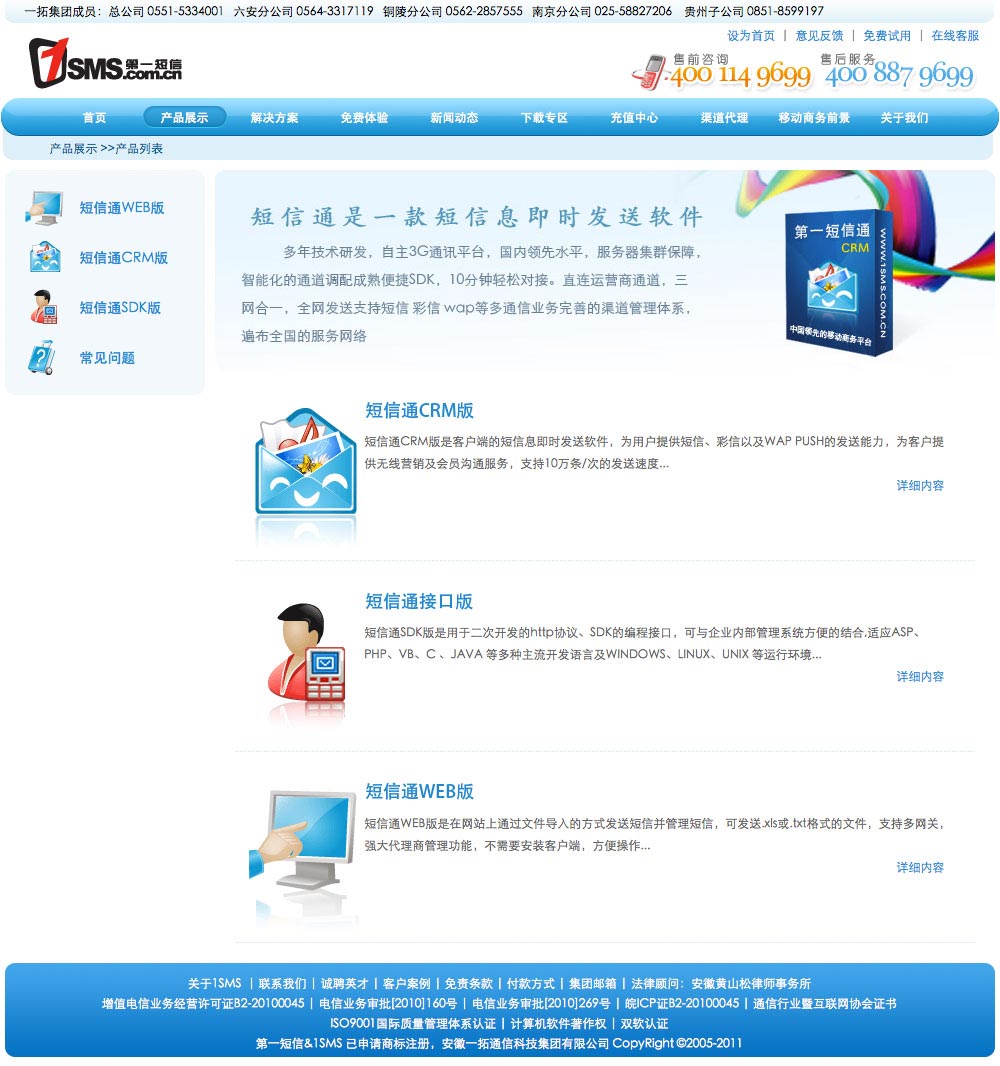 一拓集团成员：总公司 0551-5334001 六安分公司 0564-3317119 铜陵分公司 0562-2857555 南京分公司 025-58827206 贵州子公司 0851-8599197
设为首页 | 意见反馈 | 免费试用 | 在线客服
1SMS第一短信.com.cn
售前咨询 400 114 9699 售后服务 400 887 9699
首页 产品展示 解决方案 免费体验 新闻动态 下载专区 充值中心 渠道代理 移动商务前景 关于我们
产品展示 >>产品列表
短信通WEB版
短信通CRM版
短信通SDK版
常见问题
短信通是一款短信息即时发送软件
多年技术研发，自主3G通讯平台，国内领先水平，服务器集群保障，
智能化的通道调配成熟便捷SDK，10分钟轻松对接。直连运营商通道，三
网合一，全网发送支持短信 彩信 wap等多通信业务完善的渠道管理体系，
遍布全国的服务网络
第一短信通
CRM
WWW.1SMS.COM.CN
中国领先的移动商务平台
短信通CRM版
短信通CRM版是客户端的短信息即时发送软件，为用户提供短信、彩信以及WAP PUSH的发送能力，为客户提
供无线营销及会员沟通服务，支持10万条/次的发送速度...
详细内容
短信通接口版
短信通SDK版是用于二次开发的http协议、SDK的编程接口，可与企业内部管理系统方便的结合,适应ASP、
PHP、VB、C 、JAVA 等多种主流开发语言及WINDOWS、LINUX、UNIX 等运行环境...
详细内容
短信通WEB版
短信通WEB版是在网站上通过文件导入的方式发送短信并管理短信，可发送.xls或.txt格式的文件，支持多网关，
强大代理商管理功能，不需要安装客户端，方便操作...
详细内容
关于1SMS | 联系我们 | 诚聘英才 | 客户案例 | 免责条款 | 付款方式 | 集团邮箱 | 法律顾问：安徽黄山松律师事务所
增值电信业务经营许可证B2-20100045 | 电信业务审批[2010]160号 | 电信业务审批[2010]269号 | 皖ICP证B2-20100045 | 通信行业暨互联网协会证书
ISO9001国际质量管理体系认证 | 计算机软件著作权 | 双软认证
第一短信&1SMS 已申请商标注册，安徽一拓通信科技集团有限公司 CopyRight ©2005-2011